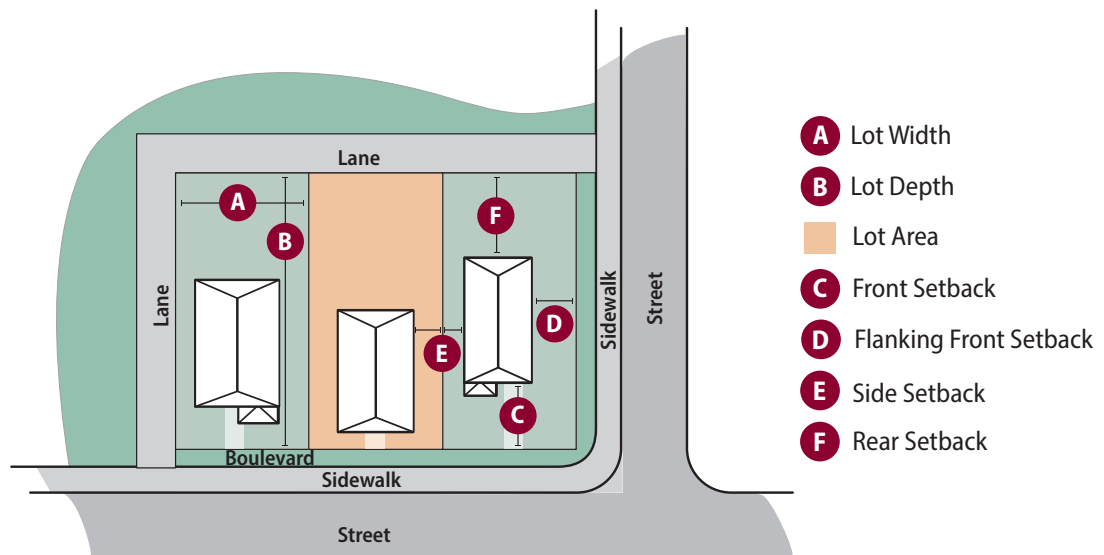 Lane
A
B
F
Lane
D
E
C
Sidewalk
Street
Boulevard
Sidewalk
Street
A Lot Width
B Lot Depth
Lot Area
C Front Setback
D Flanking Front Setback
E Side Setback
F Rear Setback